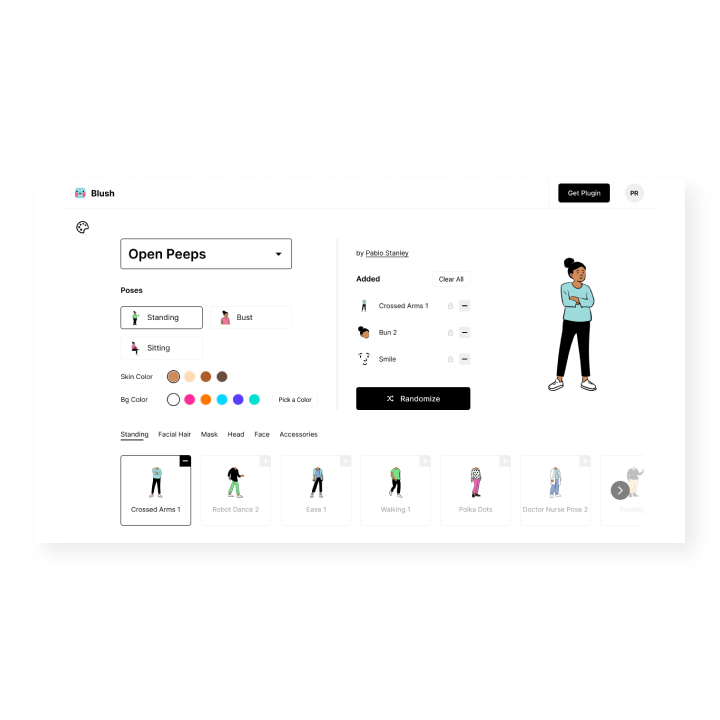 Blush
Get Plugin
PR
Open Peeps
Poses
Standing
Bust
Sitting
Skin Color
Bg Color
Pick a Color
by Pablo Stanley
Added
Clear All
Crossed Arms 1
Bun 2
Smile
Randomize
Standing Facial Hair Mask Head Face Accessories
Crossed Arms 1
Robot Dance 2
Ease 1
Walking 1
Polka Dots
Doctor Nurse Pose 2